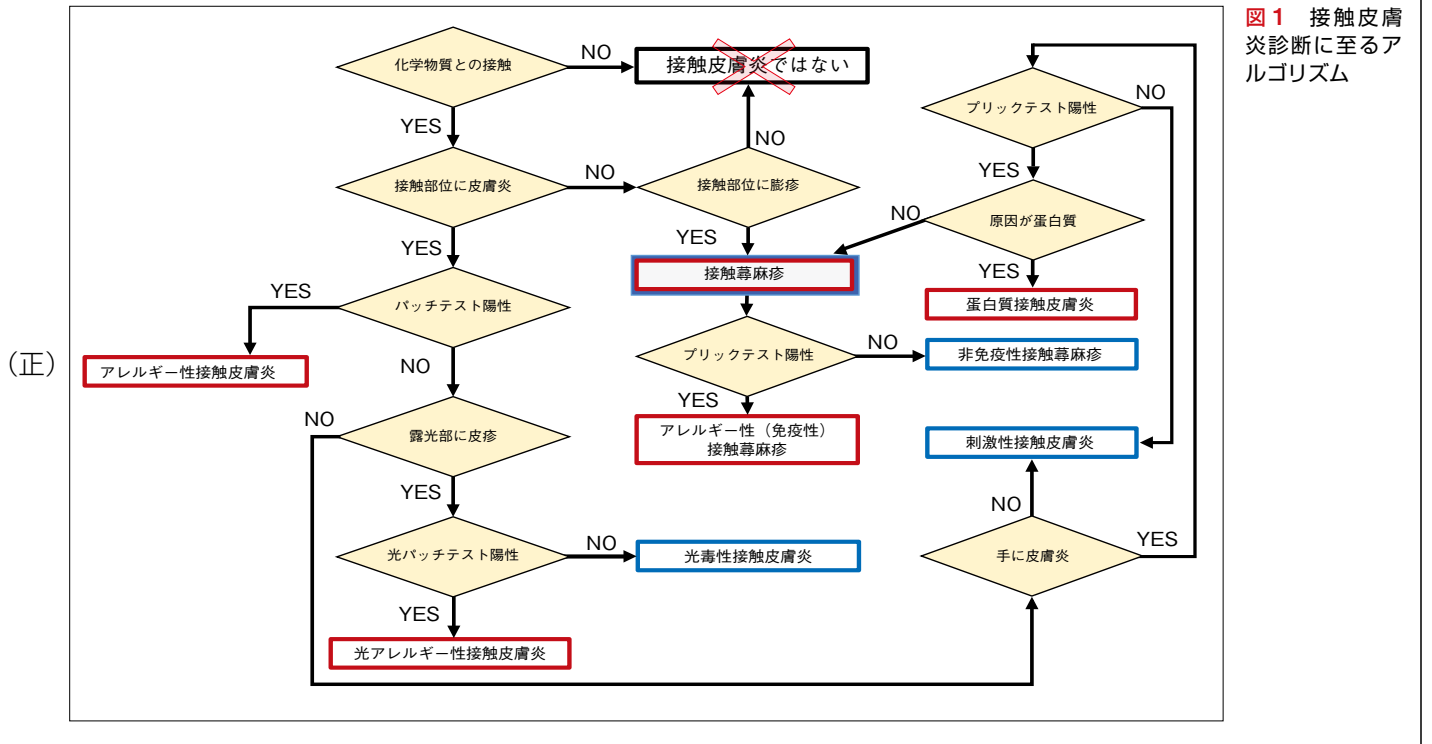 図1 接触皮膚
炎診断に至るア
ルゴリズム
(正)
化学物質との接触
NO
接触皮膚炎ではない
YES
接触部位に皮膚炎
NO
接触部位に膨疹
NO
YES
YES
パッチテスト陽性
YES
アレルギー性接触皮膚炎
NO
露光部に皮疹
NO
YES
光パッチテスト陽性
NO
光毒性接触皮膚炎
YES
光アレルギー性接触皮膚炎
接触蕁麻疹
プリックテスト陽性
NO
非免疫性接触蕁麻疹
YES
アレルギー性（免疫性）
接触蕁麻疹
プリックテスト陽性
NO
YES
原因が蛋白質
NO
YES
蛋白質接触皮膚炎
刺激性接触皮膚炎
NO
手に皮膚炎
YES